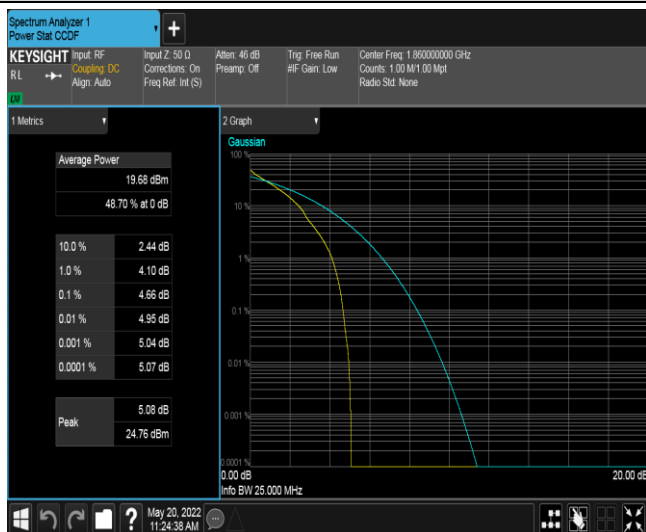 Spectrum Analyzer 1
Power Stat CCDF
+
KEYSIGHT
RL
LXI
Input: RF
Coupling: DC
Align: Auto
Input Z: 50 Ω
Corrections: On
Freq Ref: Int (S)
Atten: 46 dB
Preamp: Off
Trig: Free Run
#IF Gain: Low
Center Freq: 1.860000000 GHz
Counts: 1.00 M/1.00 Mpt
Radio Std: None
1 Metrics
Average Power
19.68 dBm
48.70 % at 0 dB
10.0 % 2.44 dB
1.0 % 4.10 dB
0.1 % 4.66 dB
0.01 % 4.95 dB
0.001 % 5.04 dB
0.0001 % 5.07 dB
Peak
5.08 dB
24.76 dBm
2 Graph
Gaussian
100 %
10 %
1 %
0.1 %
0.01 %
0.001 %
0.0001 %
0.00 dB
20.00 dB
Info BW 25.000 MHz
?
May 20, 2022
11:24:38 AM